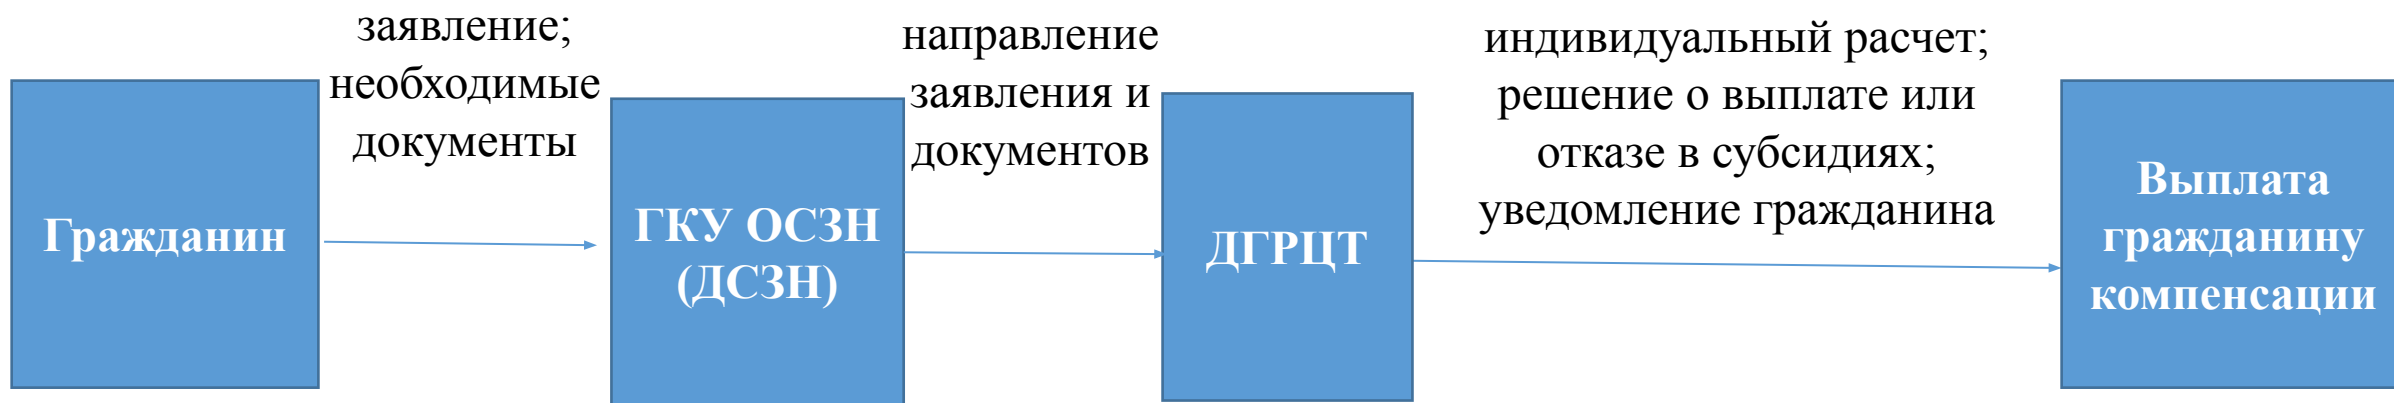 Гражданин
заявление;
необходимые
документы
ГКУ ОСЗН
(ДСЗН)
направление
заявления и
документов
ДГРЦТ
индивидуальный расчет;
решение о выплате или
отказе в субсидиях;
уведомление гражданина
Выплата
гражданину
компенсации